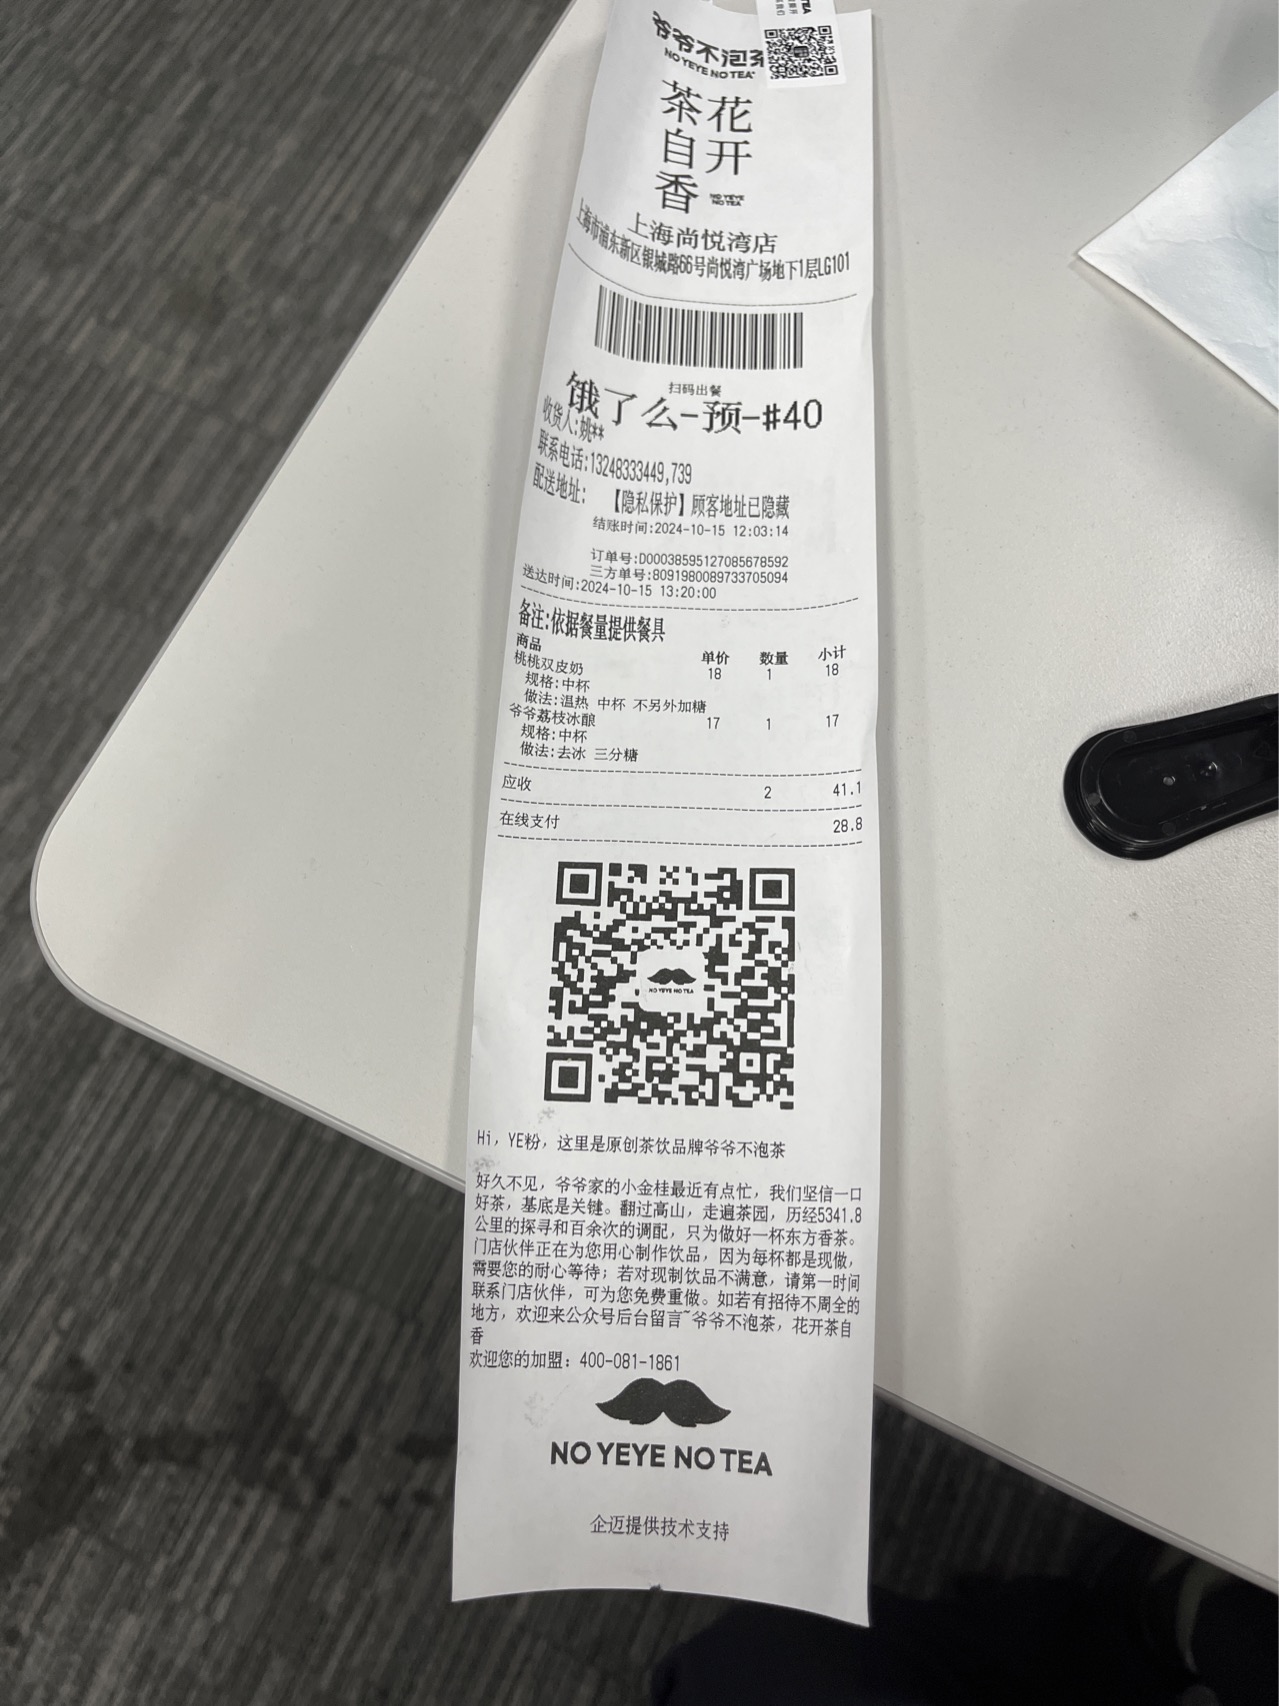 爷爷不泡茶
NO YEYE NO TEA
花开
茶自香
NO YEYE
NO TEA
上海尚悦湾店
上海市浦东新区银城路66号尚悦湾广场地下1层LG101
扫码出餐
饿了么-预-#40
收货人:姚**
联系电话:13248333449,739
配送地址: 【隐私保护】顾客地址已隐藏
结账时间:2024-10-15 12:03:14
订单号:D00038595127085678592
三方单号:8091980089733705094
送达时间:2024-10-15 13:20:00
备注:依据餐量提供餐具
商品 单价 数量 小计
桃桃双皮奶 18 1 18
规格:中杯
做法:温热 中杯 不另外加糖
爷爷荔枝冰酿 17 1 17
规格:中杯
做法:去冰 三分糖
应收 2 41.1
在线支付 28.8
NO YEYE NO TEA
Hi, YE粉, 这里是原创茶饮品牌爷爷不泡茶
好久不见, 爷爷家的小金桂最近有点忙, 我们坚信一口
好茶, 基底是关键。翻过高山, 走遍茶园, 历经5341.8
公里的探寻和百余次的调配, 只为做好一杯东方香茶。
门店伙伴正在为您用心制作饮品, 因为每杯都是现做,
需要您的耐心等待; 若对现制饮品不满意, 请第一时间
联系门店伙伴, 可为您免费重做。如若有招待不周全的
地方, 欢迎来公众号后台留言~爷爷不泡茶, 花开茶自
香
欢迎您的加盟: 400-081-1861
NO YEYE NO TEA
企迈提供技术支持